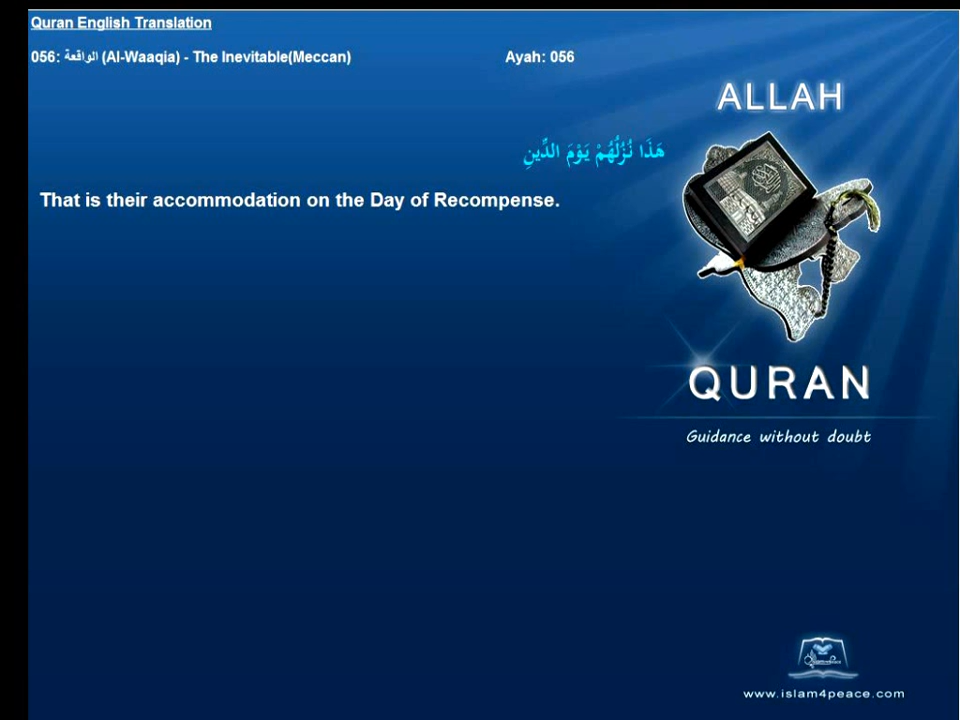 Quran English Translation
056: الواقعة (Al-Waaqia) - The Inevitable(Meccan) Ayah: 056
ALLAH
هَذَا نُزُلُهُمْ يَوْمَ الدِّينِ
That is their accommodation on the Day of Recompense.
QURAN
Guidance without doubt
www.islam4peace.com